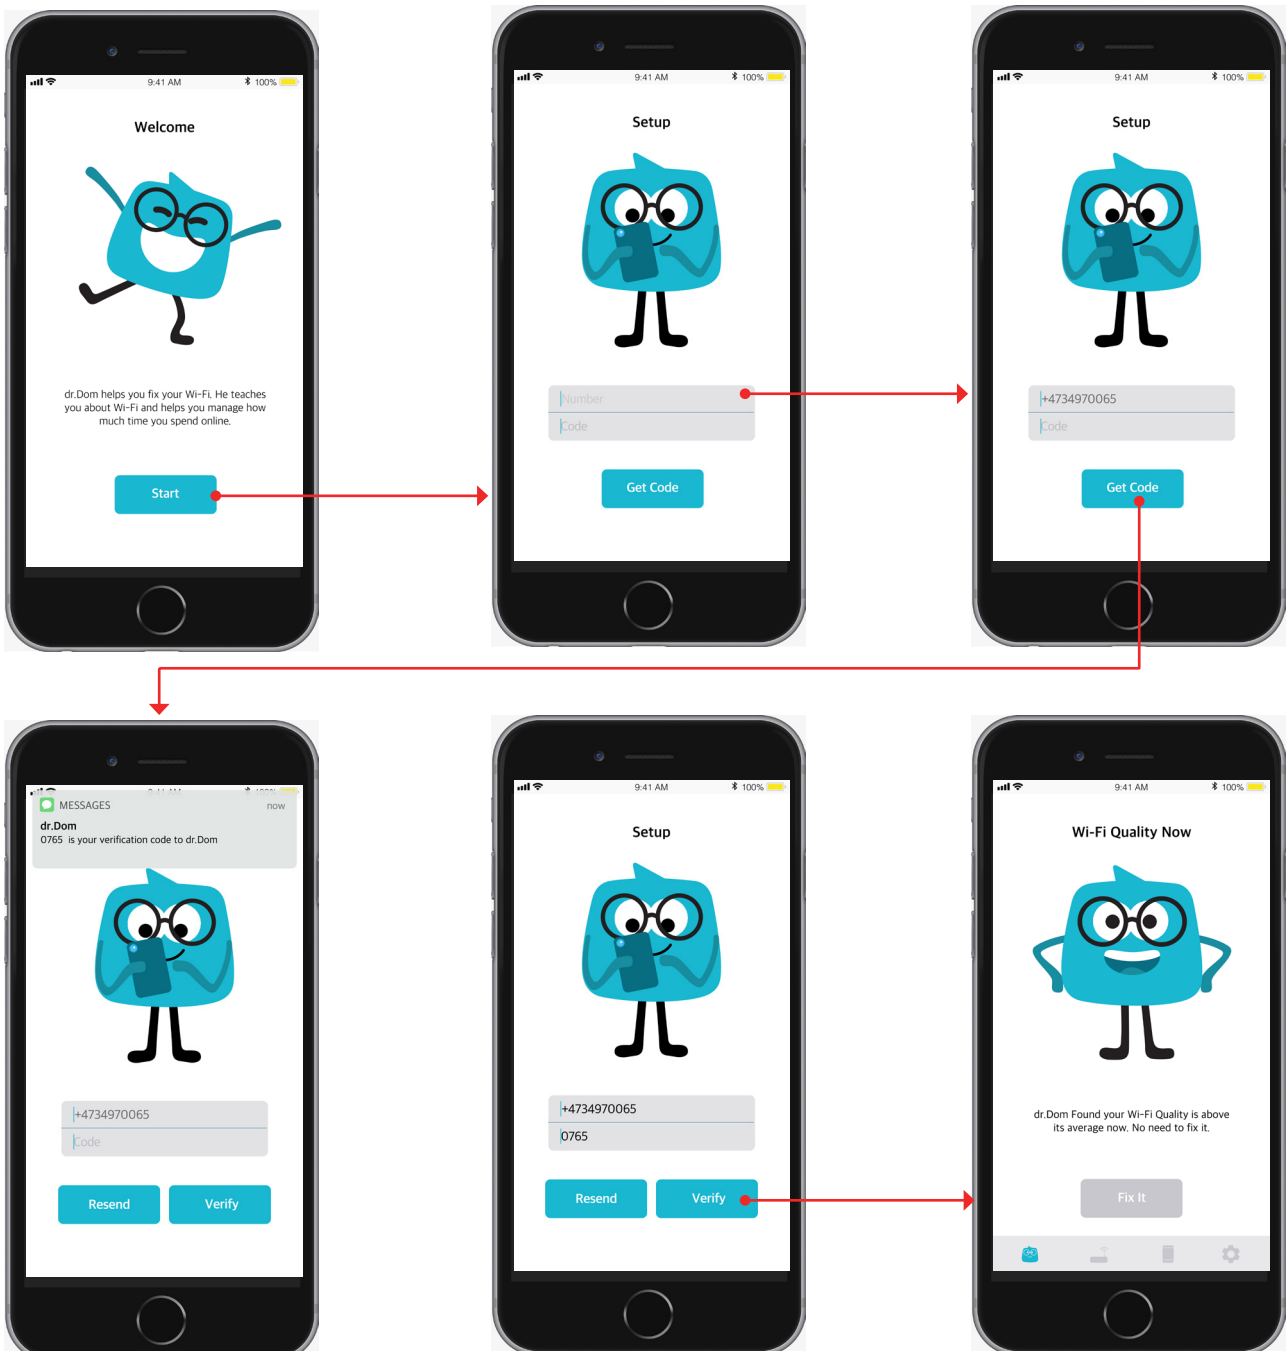 9:41 AM
100%
Welcome
dr.Dom helps you fix your Wi-Fi. He teaches
you about Wi-Fi and helps you manage how
much time you spend online.
Start
9:41 AM
100%
Setup
Number
Code
Get Code
9:41 AM
100%
Setup
+4734970065
Code
Get Code
MESSAGES
now
dr.Dom
0765 is your verification code to dr.Dom
+4734970065
Code
Resend
Verify
9:41 AM
100%
Setup
+4734970065
0765
Resend
Verify
9:41 AM
100%
Wi-Fi Quality Now
dr.Dom Found your Wi-Fi Quality is above
its average now. No need to fix it.
Fix It